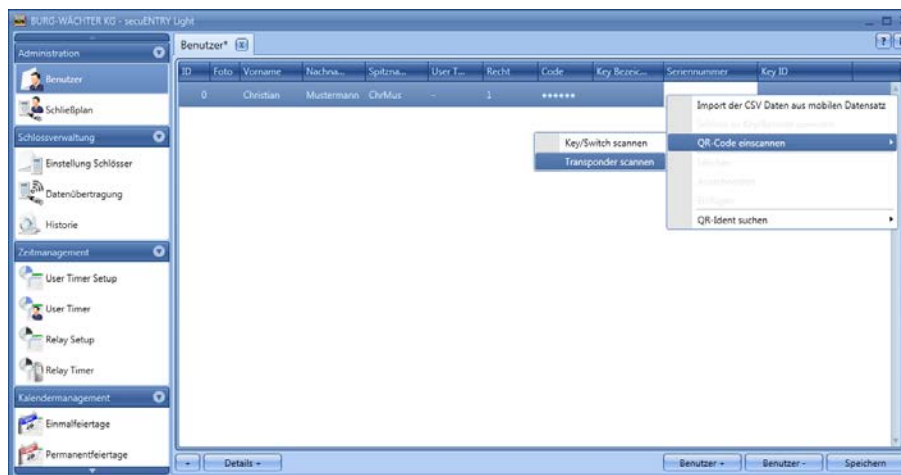 BURG-WÄCHTER KG - secuENTRY Light
Administration
Benutzer
Schließplan
Schlossverwaltung
Einstellung Schlösser
Datenübertragung
Historie
Zeitmanagement
User Timer Setup
User Timer
Relay Setup
Relay Timer
Kalendermanagement
Einmalfeiertage
Permanentfeiertage
Benutzer*
ID Foto Vorname Nachna... Spitzna... User T... Recht Code Key Bezeic... Seriennummer Key ID
0 Christian Mustermann ChrMus - 1 ••••••
Import der CSV Daten aus mobilen Datensatz
QR-Code einscannen
QR-Ident suchen
Key/Switch scannen
Transponder scannen
- Details + Benutzer + Benutzer - Speichern